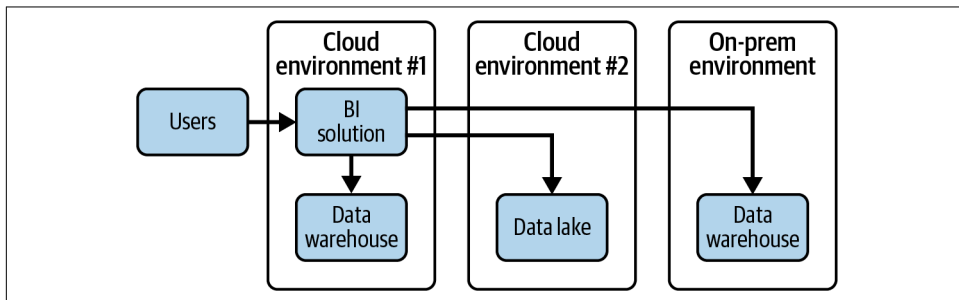 Cloud
environment #1
Cloud
environment #2
On-prem
environment
Users
BI
solution
Data
warehouse
Data lake
Data
warehouse